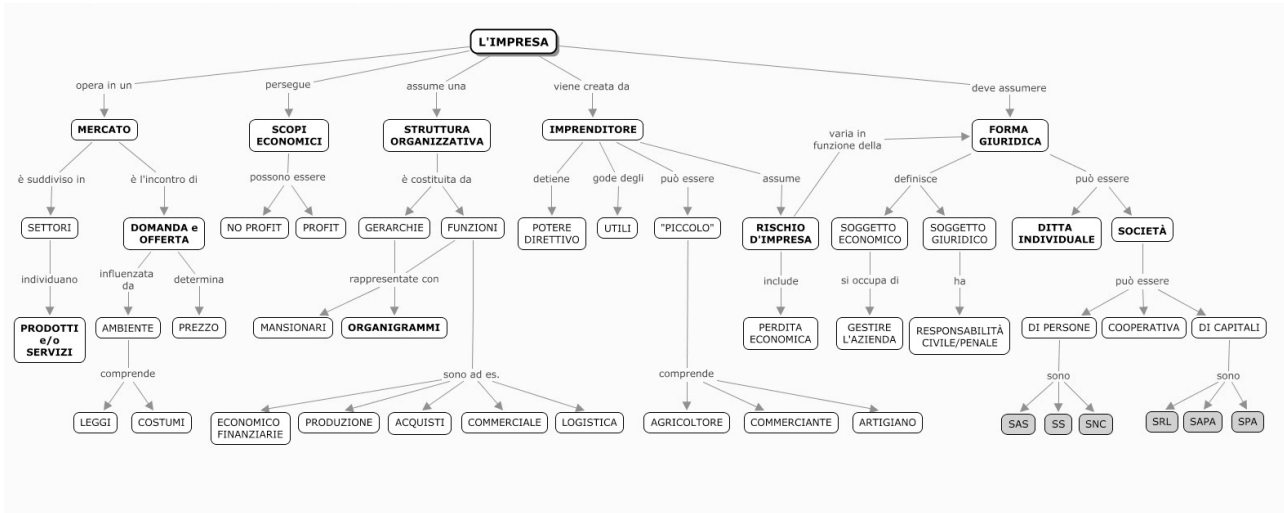 L'IMPRESA
opera in un
persegue
assume una
viene creata da
deve assumere
MERCATO
SCOPI
ECONOMICI
STRUTTURA
ORGANIZZATIVA
IMPRENDITORE
varia in
funzione della
FORMA
GIURIDICA
è suddiviso in
è l'incontro di
possono essere
è costituita da
detiene
gode degli
può essere
assume
definisce
può essere
SETTORI
DOMANDA e
OFFERTA
NO PROFIT
PROFIT
GERARCHIE
FUNZIONI
POTERE
DIRETTIVO
UTILI
"PICCOLO"
RISCHIO
D'IMPRESA
SOGGETTO
ECONOMICO
SOGGETTO
GIURIDICO
DITTA
INDIVIDUALE
SOCIETÀ
individuano
influenzata
da
determina
rappresentate con
include
si occupa di
ha
può essere
PRODOTTI
e/o
SERVIZI
AMBIENTE
PREZZO
MANSIONARI
ORGANIGRAMMI
PERDITA
ECONOMICA
GESTIRE
L'AZIENDA
RESPONSABILITÀ
CIVILE/PENALE
DI PERSONE
COOPERATIVA
DI CAPITALI
comprende
sono ad es.
comprende
sono
sono
LEGGI
COSTUMI
ECONOMICO
FINANZIARIE
PRODUZIONE
ACQUISTI
COMMERCIALE
LOGISTICA
AGRICOLTORE
COMMERCIANTE
ARTIGIANO
SAS
SS
SNC
SRL
SAPA
SPA